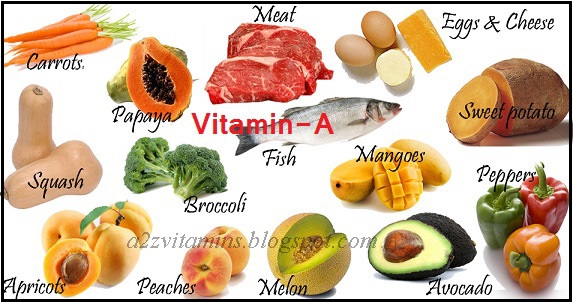 Meat
Eggs & Cheese
Carrots
Papaya
Vitamin-A
Sweet potato
Fish
Mangoes
Squash
Broccoli
Peppers
a2zvitamins.blogspot.com
Apricots
Peaches
Melon
Avocado